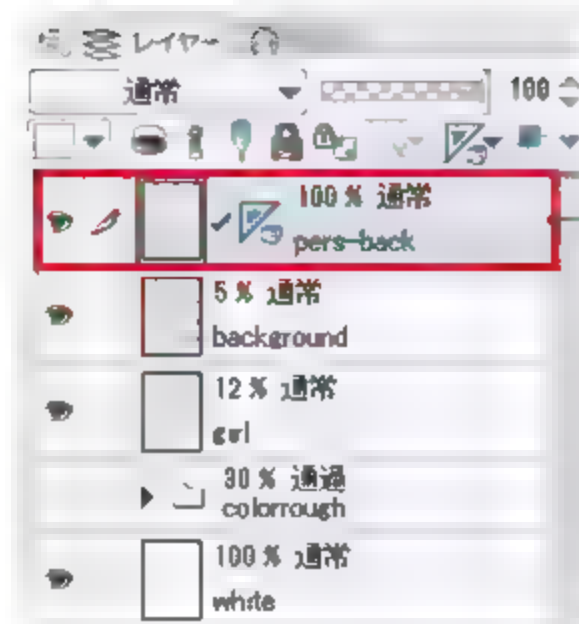 レイヤー
通常 100
100 % 通常
pers-back
5 % 通常
background
12 % 通常
girl
30 % 通過
colorrough
100 % 通常
white